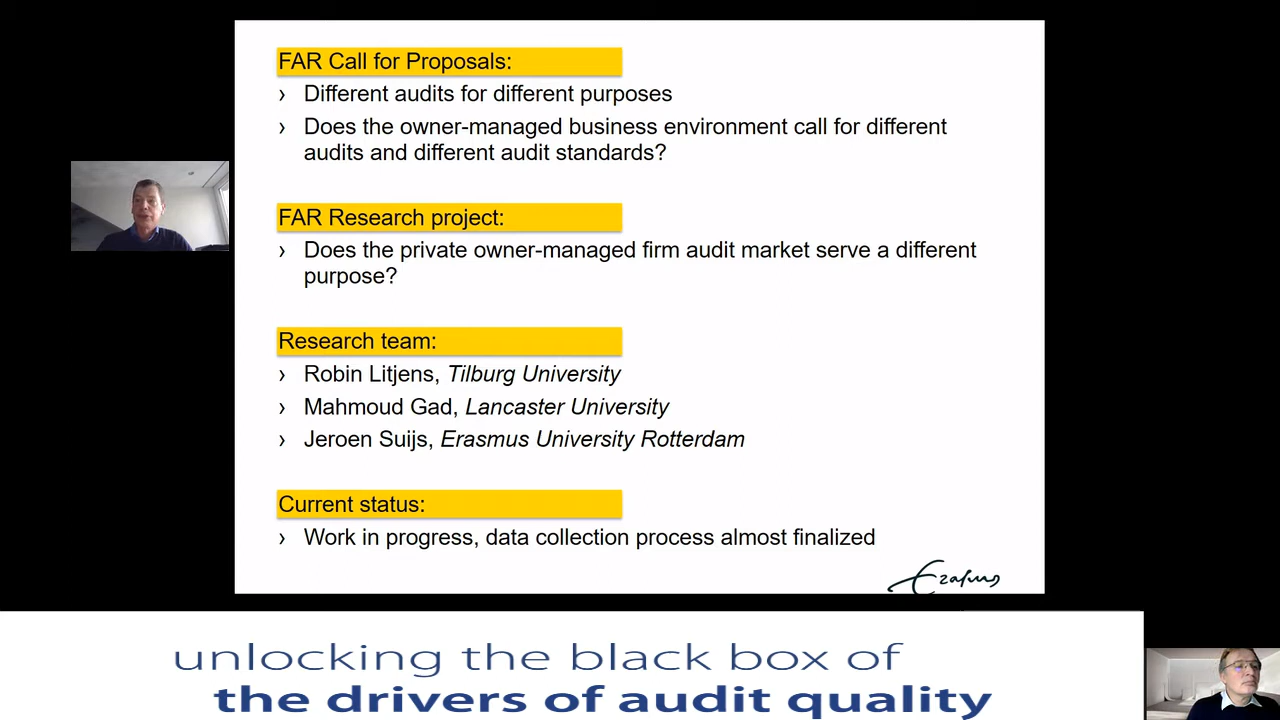 FAR Call for Proposals:
› Different audits for different purposes
› Does the owner-managed business environment call for different
audits and different audit standards?
FAR Research project:
› Does the private owner-managed firm audit market serve a different
purpose?
Research team:
› Robin Litjens, Tilburg University
› Mahmoud Gad, Lancaster University
› Jeroen Suijs, Erasmus University Rotterdam
Current status:
› Work in progress, data collection process almost finalized
Erasmus
unlocking the black box of
the drivers of audit quality